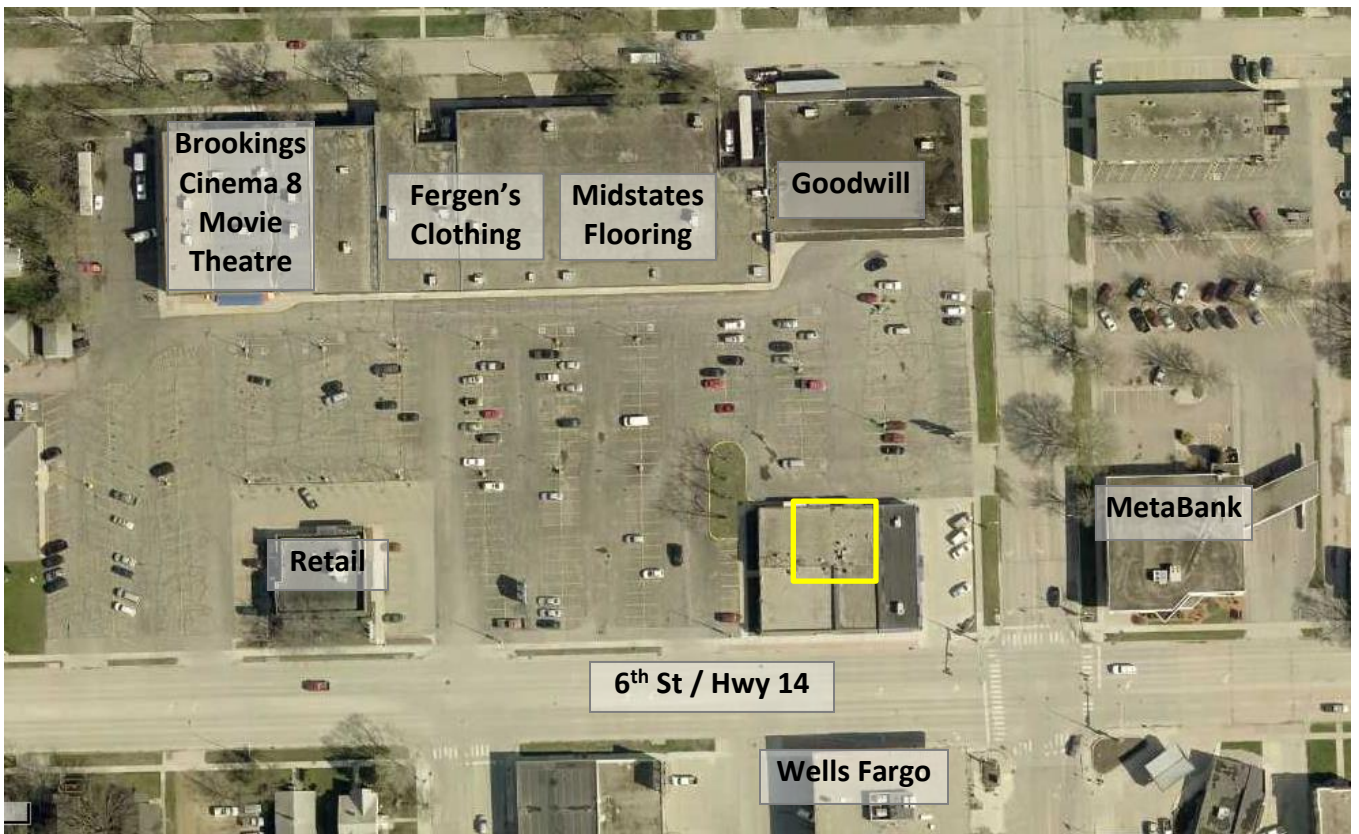 Brookings
Cinema 8
Movie
Theatre
Fergen’s
Clothing
Midstates
Flooring
Goodwill
MetaBank
Retail
6th St / Hwy 14
Wells Fargo